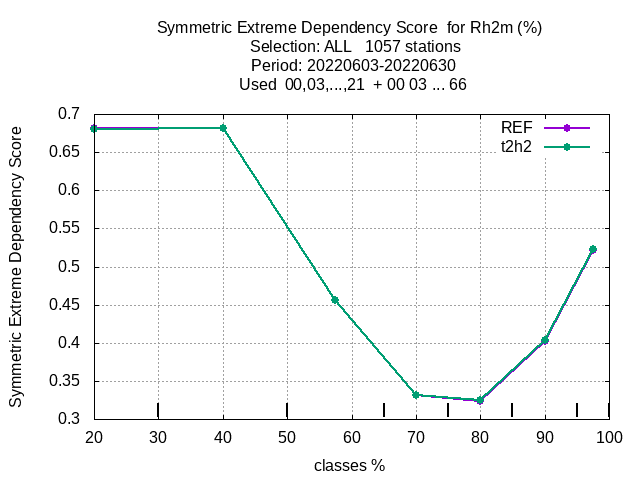 Symmetric Extreme Dependency Score  for Rh2m (%)
Selection: ALL   1057 stations
Period: 20220603-20220630
Used  00,03,...,21  + 00 03 ... 66
REF
t2h2
0.7
0.65
0.6
0.55
0.5
0.45
0.4
0.35
0.3
Symmetric Extreme Dependency Score
20 30 40 50 60 70 80 90 100
classes %